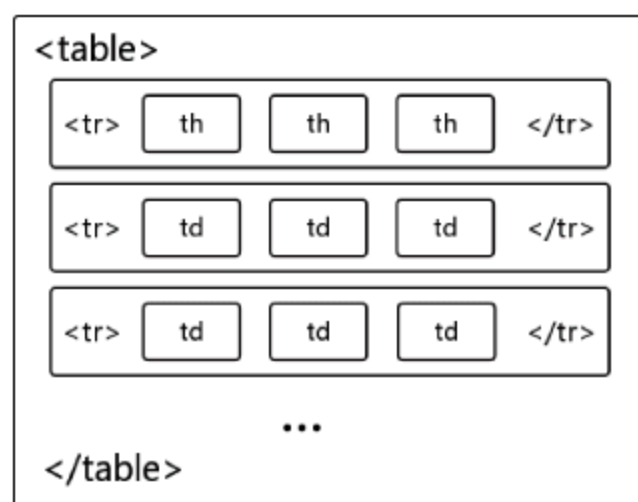 <table>
<tr> th th th </tr>
<tr> td td td </tr>
<tr> td td td </tr>
...
</table>